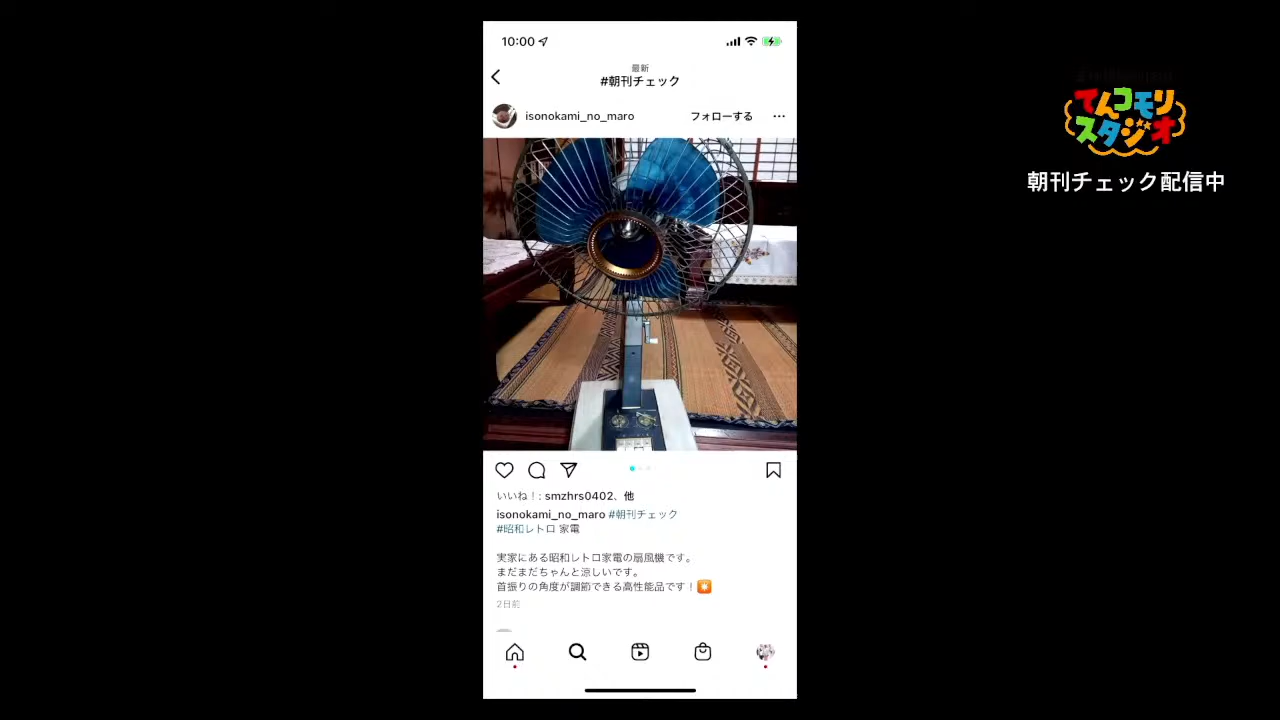 10:00
最新
#朝刊チェック
isonokami_no_maro
フォローする
いいね！: smzhrs0402、他
isonokami_no_maro #朝刊チェック
#昭和レトロ 家電
実家にある昭和レトロ家電の扇風機です。
まだまだちゃんと涼しいです。
首振りの角度が調節できる高性能品です！
2日前
てんコモリ
スタジオ
朝刊チェック配信中